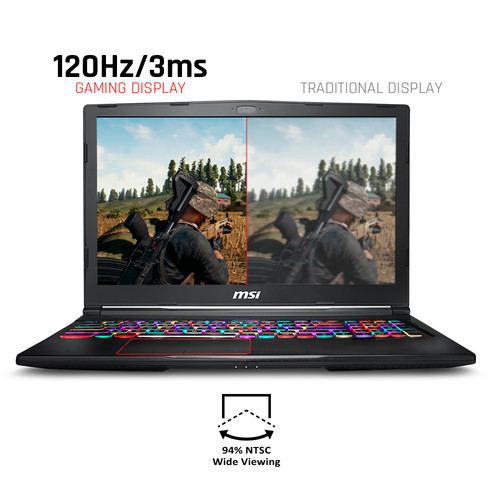 120Hz/3ms
GAMING DISPLAY
TRADITIONAL DISPLAY
msi
94% NTSC
Wide Viewing